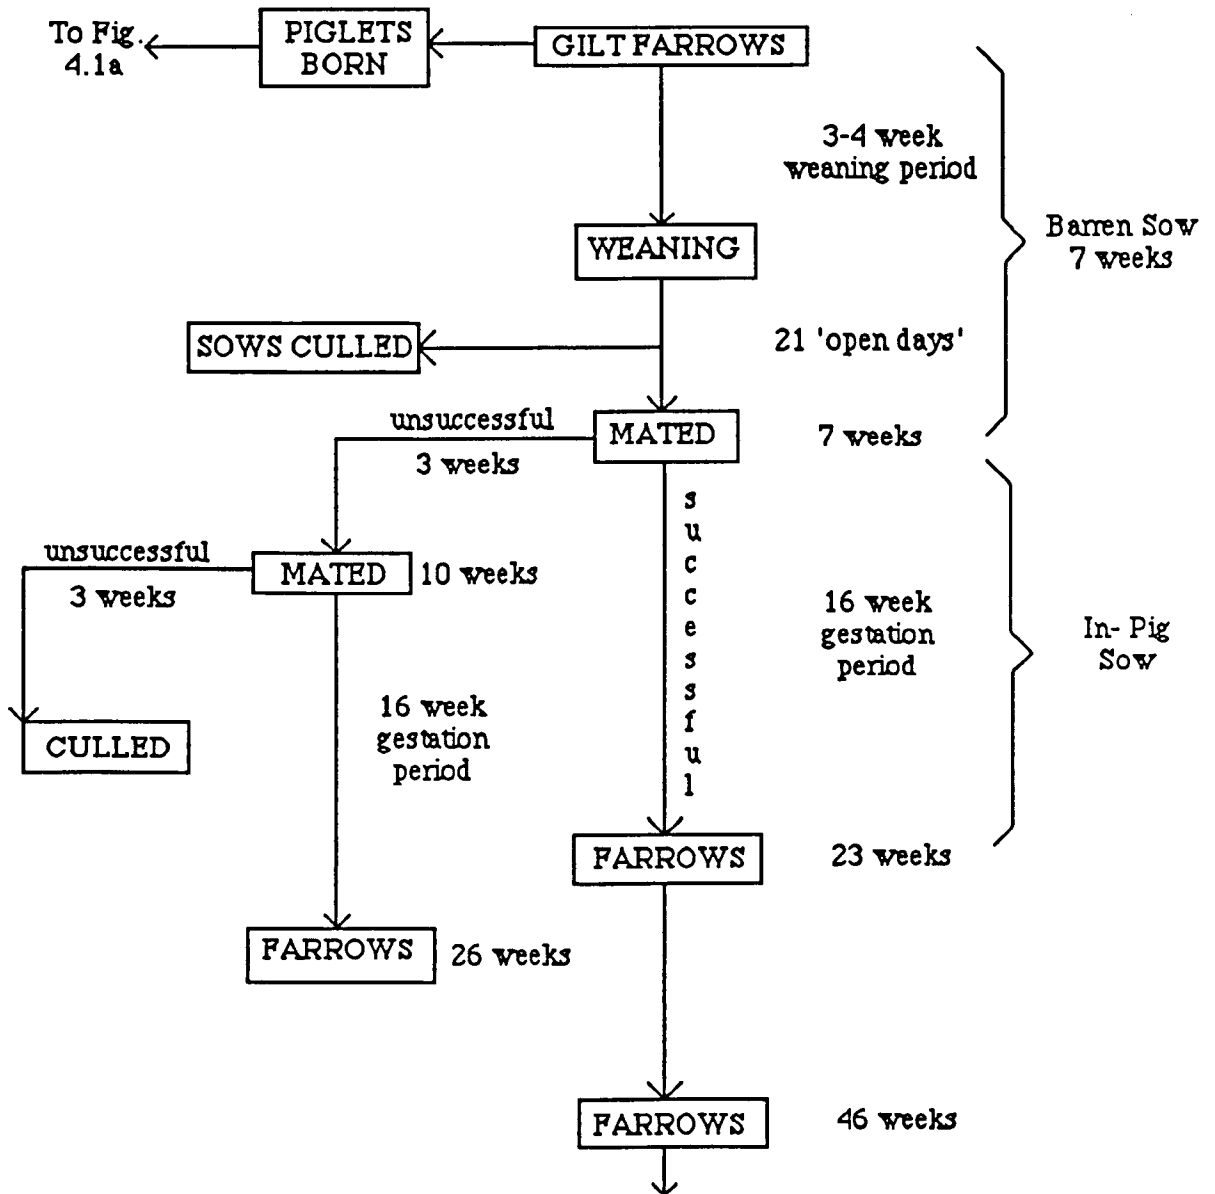 To Fig.
4.1a
PIGLETS
BORN
GILT FARROWS
3-4 week
weaning period
WEANING
Barren Sow
7 weeks
SOWS CULLED
21 'open days'
MATED
7 weeks
unsuccessful
3 weeks
successful
MATED
10 weeks
unsuccessful
3 weeks
16 week
gestation
period
In- Pig
Sow
CULLED
16 week
gestation
period
FARROWS
23 weeks
FARROWS
26 weeks
FARROWS
46 weeks